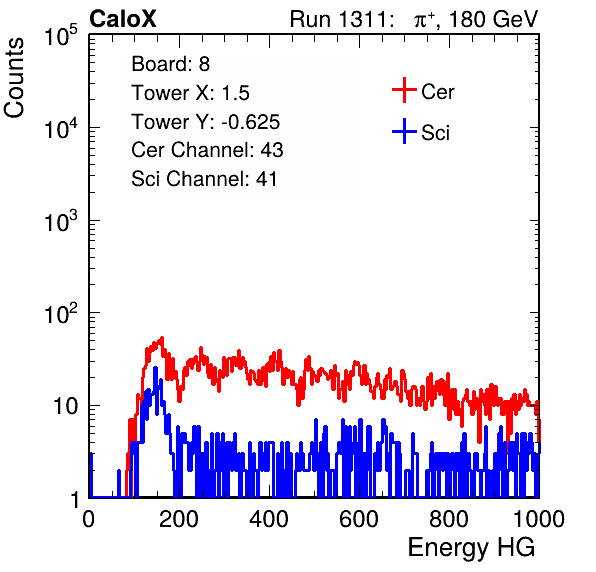 CaloX Run 1311: π⁺, 180 GeV
Counts
10⁵
10⁴
10³
10²
10
1
Board: 8
Tower X: 1.5
Tower Y: -0.625
Cer Channel: 43
Sci Channel: 41
Cer
Sci
0 200 400 600 800 1000
Energy HG